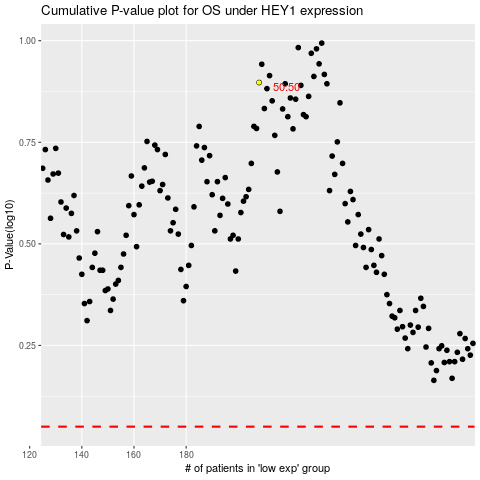 Cumulative P-value plot for OS under HEY1 expression
P-Value(log10)
1.00
0.75
0.50
0.25
50:50
120 140 160 180
# of patients in 'low exp' group